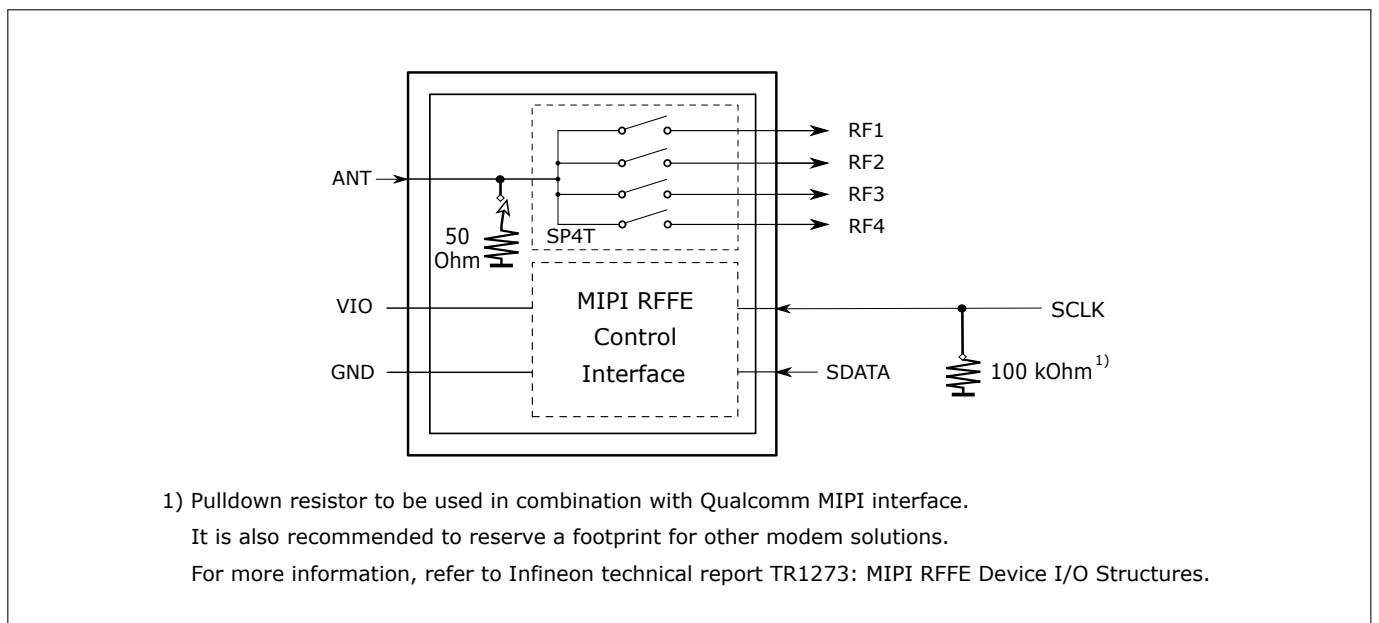 RF1
RF2
ANT
RF3
RF4
50
Ohm
SP4T
VIO
MIPI RFFE
Control
Interface
SCLK
GND
SDATA
100 kOhm 1)
1) Pulldown resistor to be used in combination with Qualcomm MIPI interface.
It is also recommended to reserve a footprint for other modem solutions.
For more information, refer to Infineon technical report TR1273: MIPI RFFE Device I/O Structures.